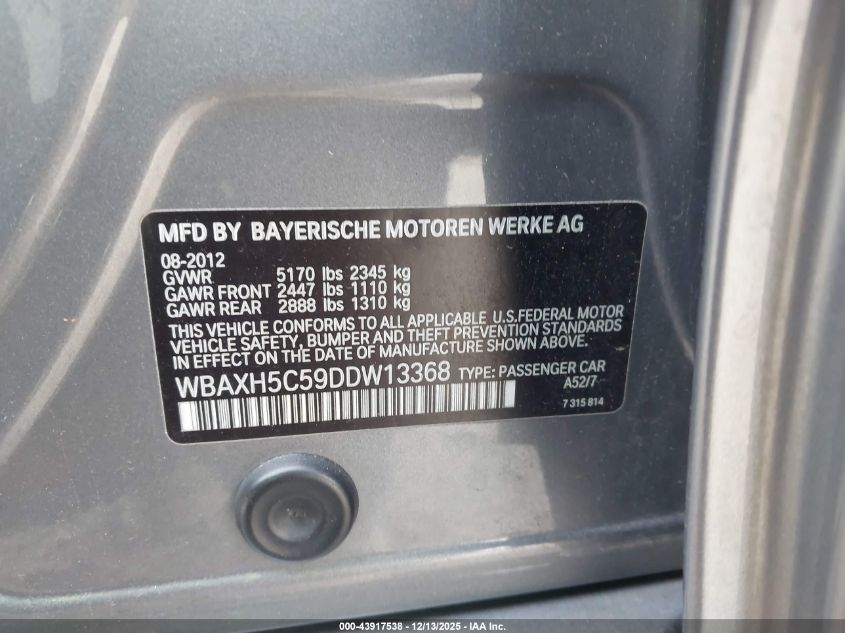 MFD BY BAYERISCHE MOTOREN WERKE AG
08-2012
GVWR 5170 lbs 2345 kg
GAWR FRONT 2447 lbs 1110 kg
GAWR REAR 2888 lbs 1310 kg
THIS VEHICLE CONFORMS TO ALL APPLICABLE U.S.FEDERAL MOTOR
VEHICLE SAFETY, BUMPER AND THEFT PREVENTION STANDARDS
IN EFFECT ON THE DATE OF MANUFACTURE SHOWN ABOVE.
WBAXH5C59DDW13368 TYPE: PASSENGER CAR
A52/7
7 315 814
000-43917538 - 12/13/2025 - IAA Inc.